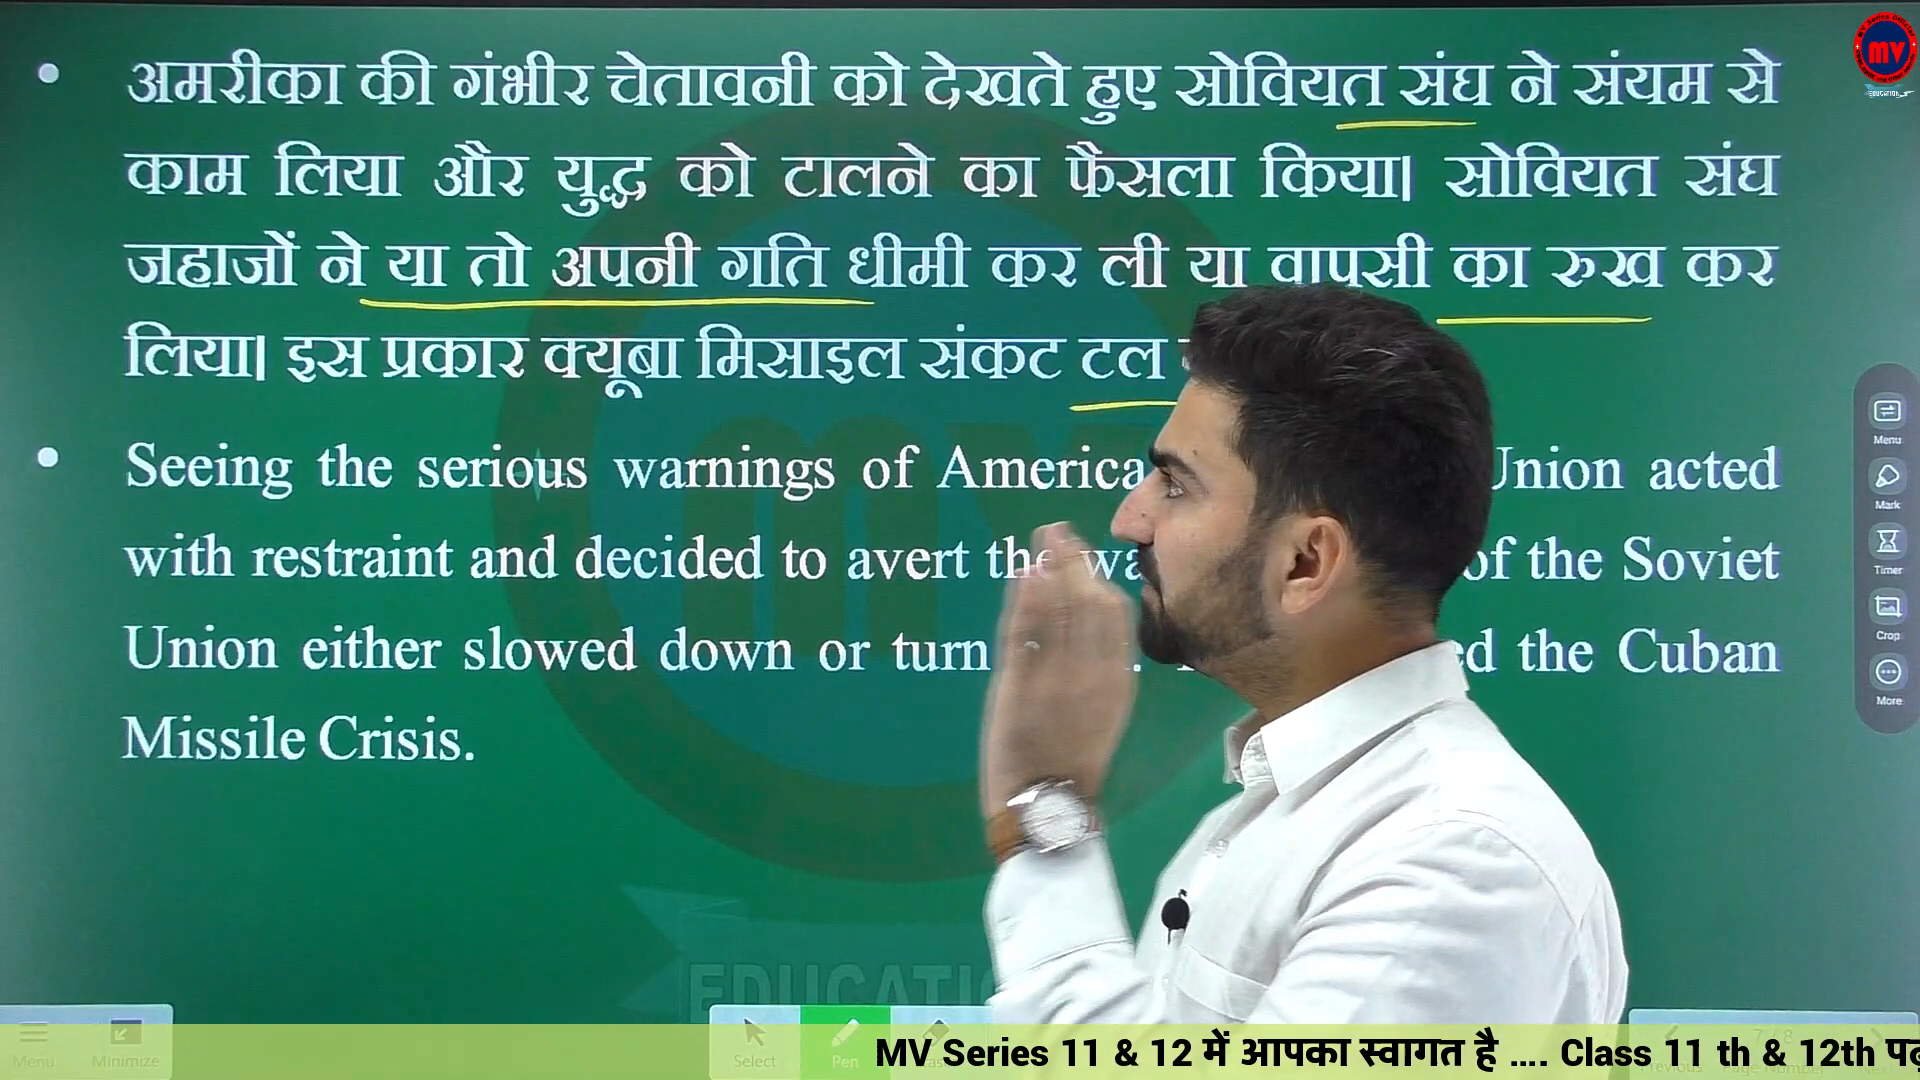 अमरीका की गंभीर चेतावनी को देखते हुए सोवियत संघ ने संयम से
काम लिया और युद्ध को टालने का फैसला किया। सोवियत संघ
जहाजों ने या तो अपनी गति धीमी कर ली या वापसी का रुख कर
लिया। इस प्रकार क्यूबा मिसाइल संकट टल
Seeing the serious warnings of America Union acted
with restraint and decided to avert the of the Soviet
Union either slowed down or turn the Cuban
Missile Crisis.
MV
EDUCATION
Menu
Mark
Timer
Crop
More
Menu
Minimize
Select
Pen
MV Series 11 & 12 में आपका स्वागत है .... Class 11 th & 12th